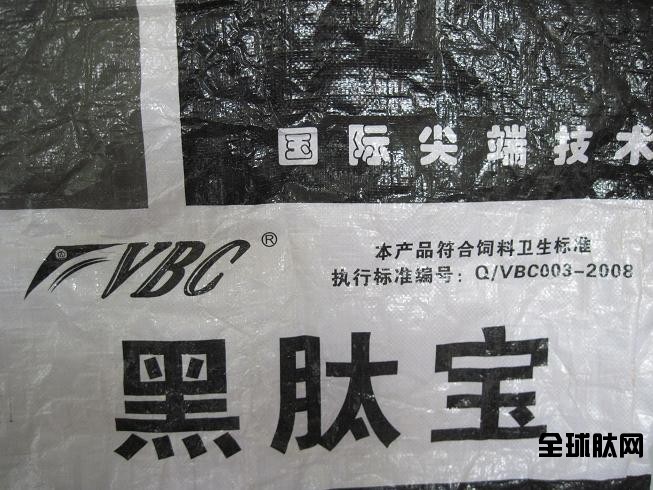 国际尖端技术
VBC®
本产品符合饲料卫生标准
执行标准编号：Q/VBC003-2008
黑肽宝
全球肽网